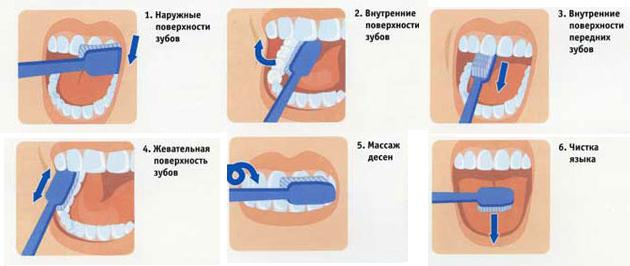 1. Наружные
поверхности
зубов
2. Внутренние
поверхности
зубов
3. Внутренние
поверхности
передних
зубов
4. Жевательная
поверхность
зубов
5. Массаж
десен
6. Чистка
языка